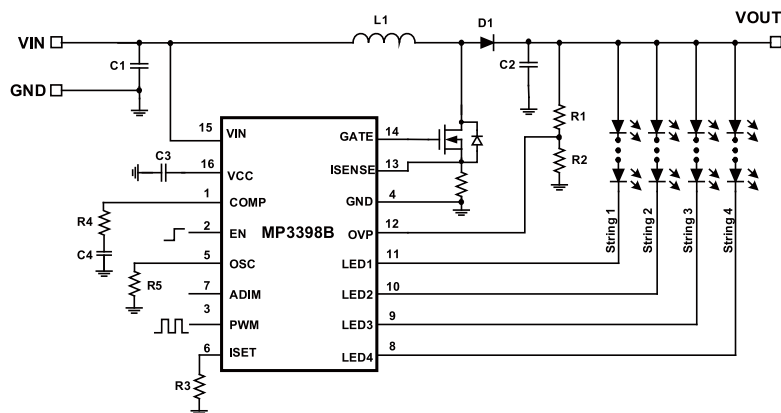 L1
D1
VOUT
VIN
C1
C2
GND
R1
15
VIN
GATE
14
R2
C3
16
VCC
ISENSE
13
1
COMP
GND
4
R4
2
EN
MP3398B
OVP
12
C4
5
OSC
LED1
11
R5
7
ADIM
LED2
10
3
PWM
LED3
9
6
ISET
LED4
8
R3
String 1
String 2
String 3
String 4